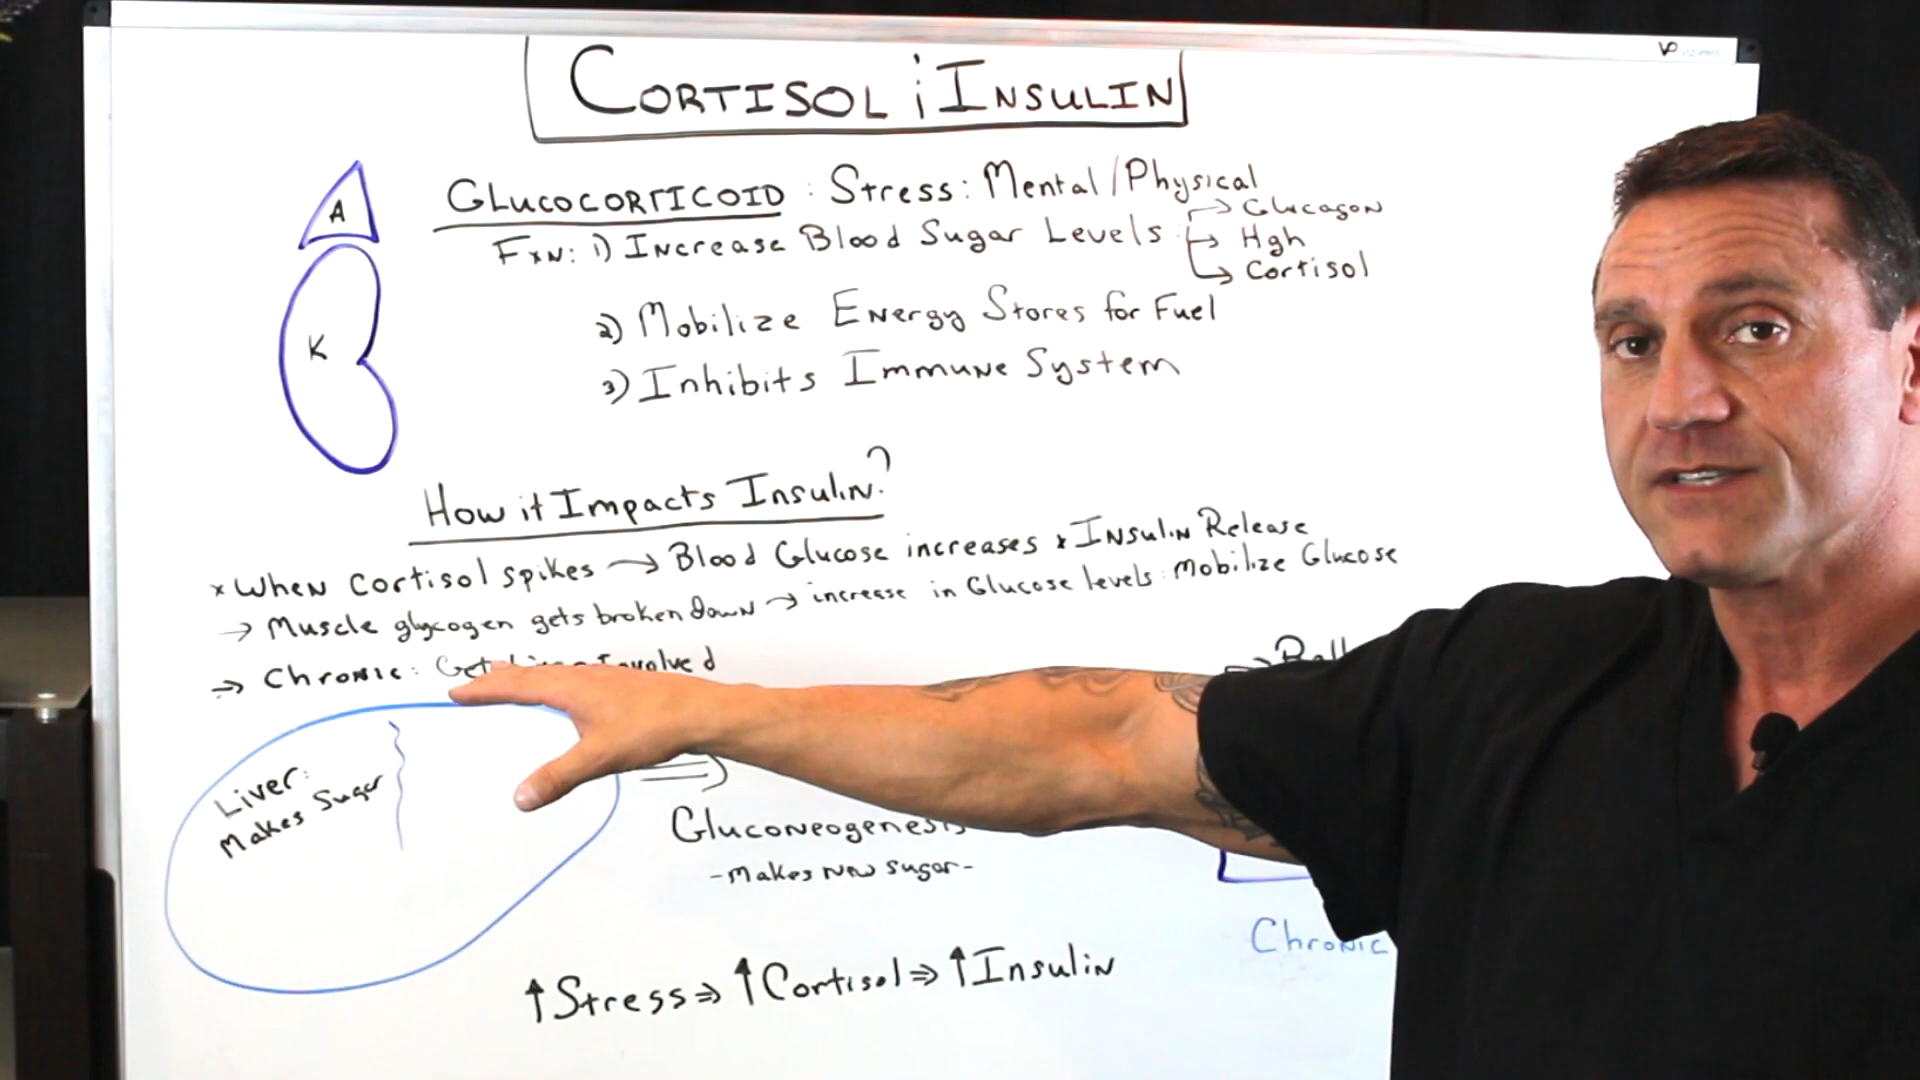 CORTISOL ; INSULIN
A
K
GLUCOCORTICOID : Stress: Mental/Physical
FXN: 1) Increase Blood Sugar Levels → Glucagon
→ Hgh
→ Cortisol
2) Mobilize Energy Stores for Fuel
3) Inhibits Immune System
How it Impacts Insulin?
x When Cortisol spikes → Blood Glucose increases & Insulin Release
→ Muscle glycogen gets broken down → increase in Glucose levels: Mobilize Glucose
→ Chronic: Get Involved
Liver:
Makes Sugar
Gluconeogenesis
-Makes New Sugar-
Chronic
↑Stress ⇒ ↑Cortisol ⇒ ↑Insulin